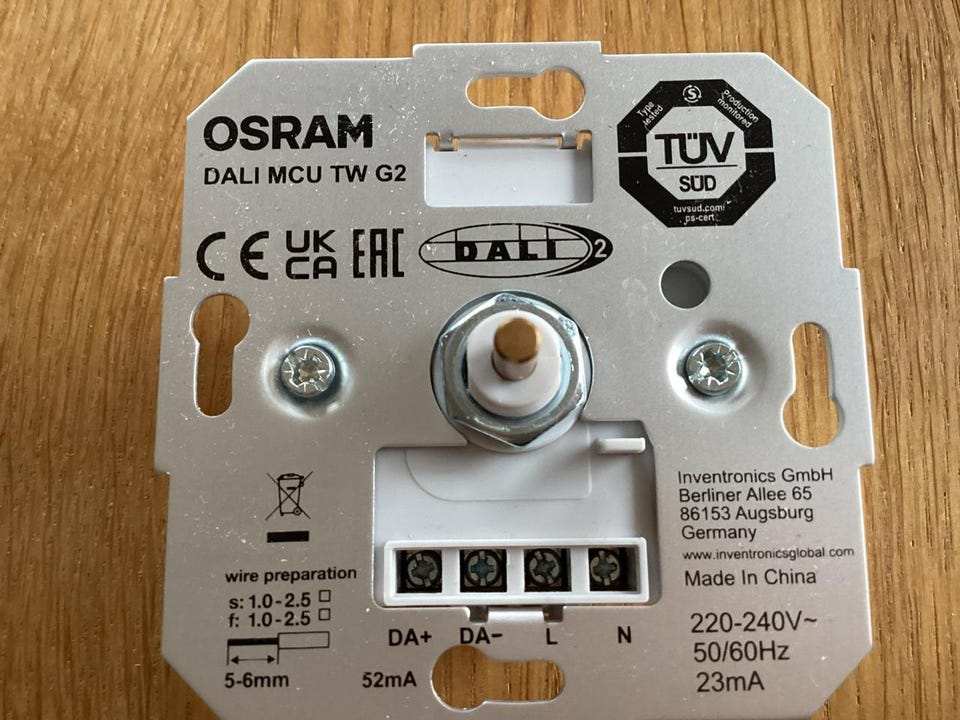 OSRAM
DALI MCU TW G2
Type tested
S
Production monitored
TÜV
SÜD
tuvsud.com/
ps-cert
CE UK CA EAC DALI 2
Inventronics GmbH
Berliner Allee 65
86153 Augsburg
Germany
www.inventronicsglobal.com
Made In China
wire preparation
s: 1.0-2.5
f: 1.0-2.5
5-6mm
DA+ DA− L N
52mA
220-240V~
50/60Hz
23mA